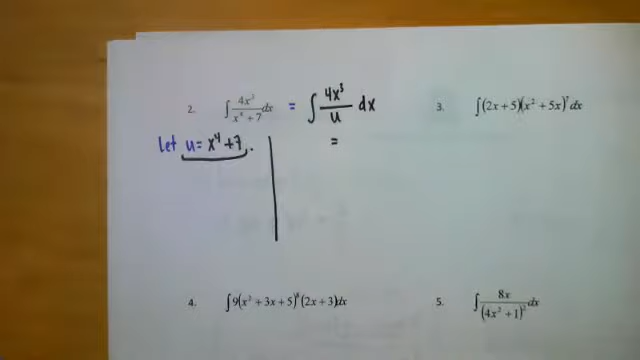 2. ∫ 4x³/(x⁴ + 7) dx = ∫ 4x³/u dx
Let u = x⁴ + 7.
=
3. ∫(2x + 5)(x² + 5x)⁷ dx
4. ∫9(x² + 3x + 5)⁸(2x + 3)dx
5. ∫ 8x/(4x² + 1)² dx